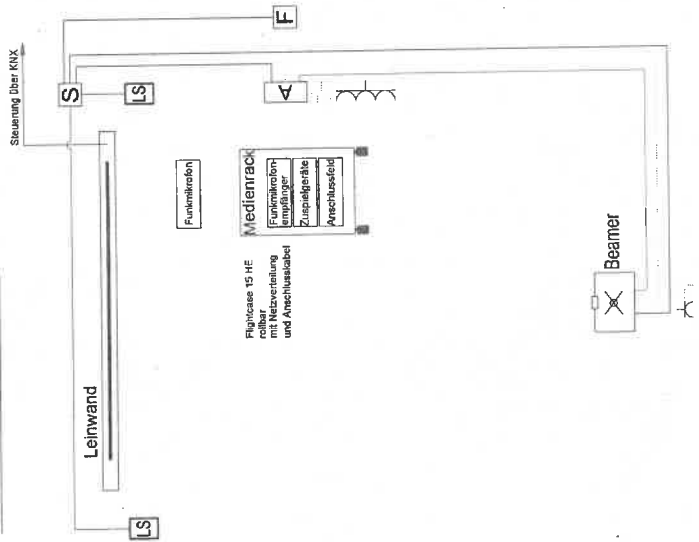 Steuerung über KNX
S
LS
F
A
Leinwand
LS
Funkmikrofon
Medienrack
Funkmikrofon-
empfänger
Zuspielgeräte
Anschlussfeld
Flightcase 15 HE
rollbar
mit Netzverteilung
und Anschlusskabel
Beamer